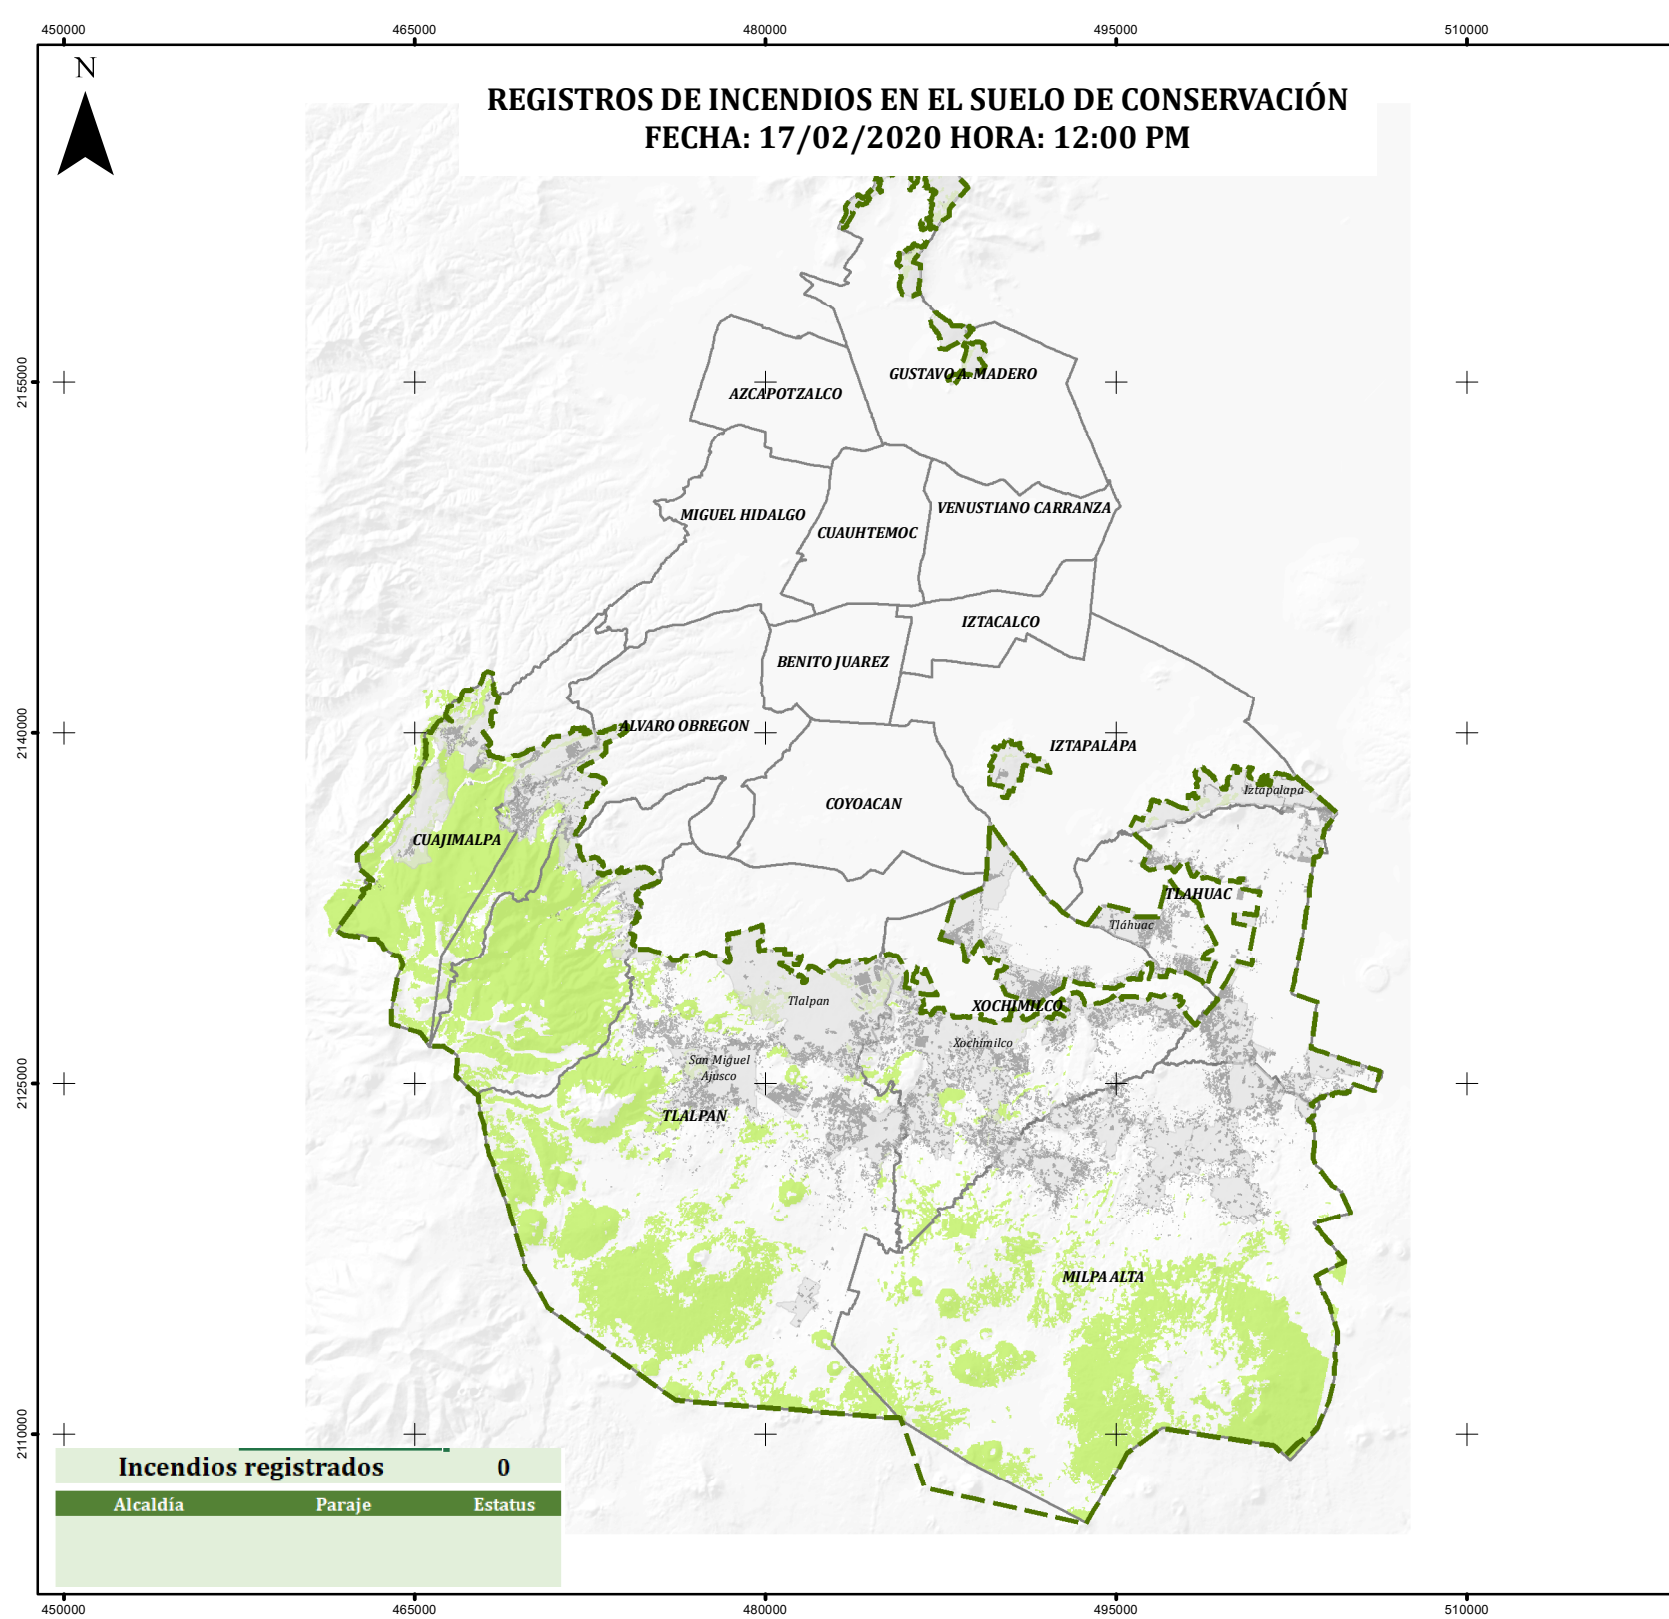 450000 465000 480000 495000 510000
N
REGISTROS DE INCENDIOS EN EL SUELO DE CONSERVACIÓN
FECHA: 17/02/2020 HORA: 12:00 PM
2155000
GUSTAVO A. MADERO
AZCAPOTZALCO
VENUSTIANO CARRANZA
MIGUEL HIDALGO
CUAUHTEMOC
IZTACALCO
BENITO JUAREZ
2140000
ALVARO OBREGON
IZTAPALAPA
Iztapalapa
COYOACAN
CUAJIMALPA
TLAHUAC
Tláhuac
Tlalpan
XOCHIMILCO
Xochimilco
San Miguel
Ajusco
2125000
TLALPAN
MILPA ALTA
2110000
Incendios registrados 0
Alcaldía Paraje Estatus
450000 465000 480000 495000 510000